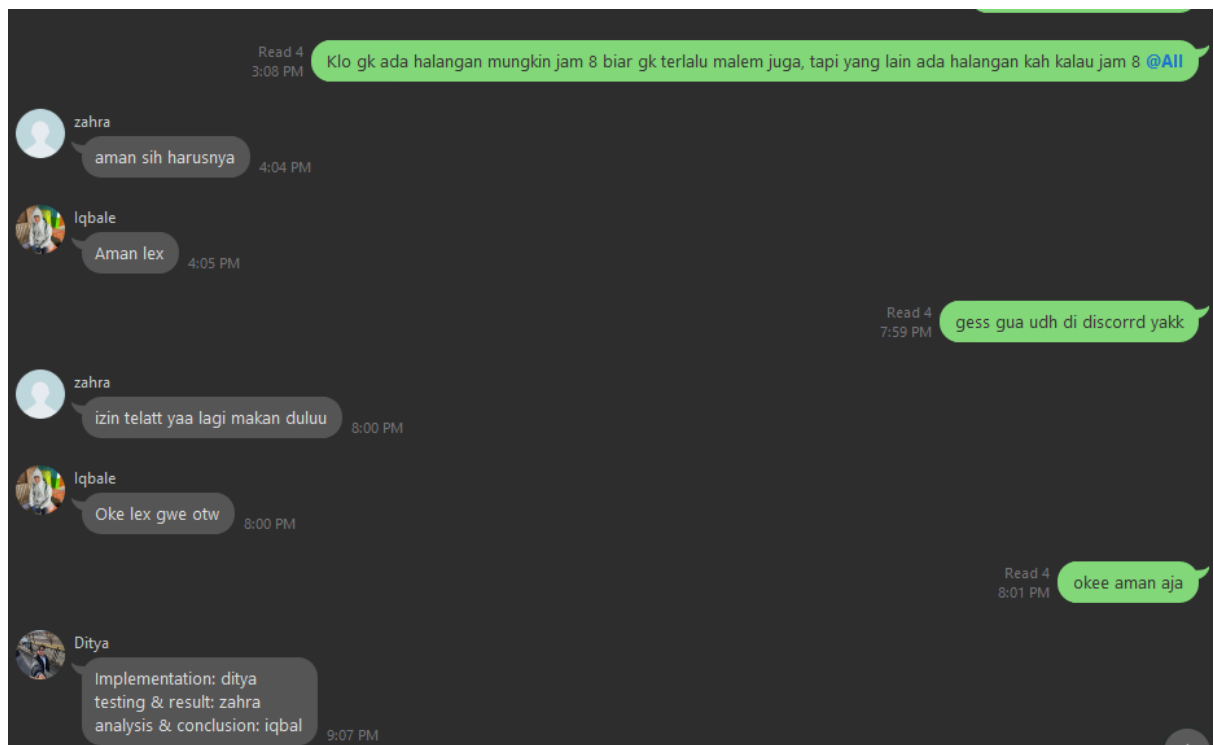 Read 4
3:08 PM
Klo gk ada halangan mungkin jam 8 biar gk terlalu malem juga, tapi yang lain ada halangan kah kalau jam 8 @All
zahra
aman sih harusnya
4:04 PM
Iqbale
Aman lex
4:05 PM
Read 4
7:59 PM
gess gua udh di discorrd yakk
zahra
izin telatt yaa lagi makan duluu
8:00 PM
Iqbale
Oke lex gwe otw
8:00 PM
Read 4
8:01 PM
okee aman aja
Ditya
Implementation: ditya
testing & result: zahra
analysis & conclusion: iqbal
9:07 PM